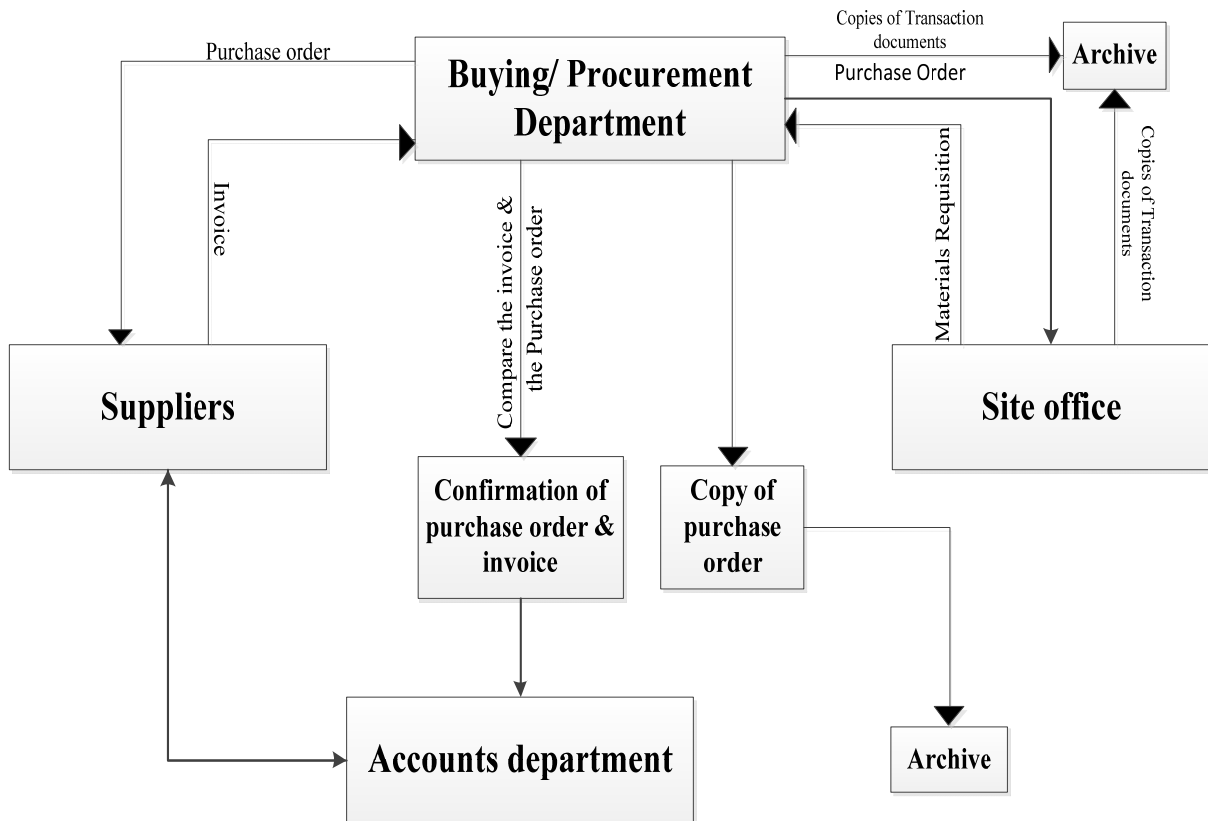 Purchase order
Buying/ Procurement
Department
Copies of Transaction
documents
Purchase Order
Archive
Invoice
Compare the invoice &
the Purchase order
Materials Requisition
Copies of Transaction
documents
Suppliers
Site office
Confirmation of
purchase order &
invoice
Copy of
purchase
order
Accounts department
Archive